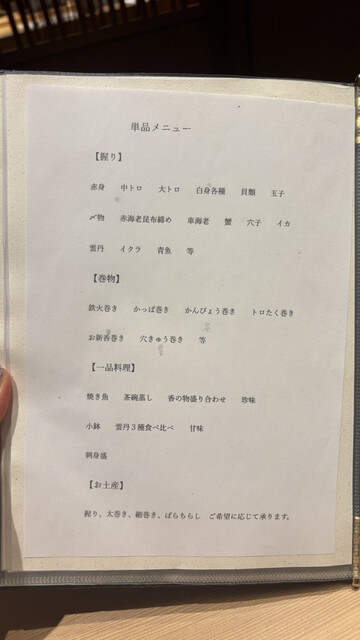 単品メニュー
【握り】
赤身 中トロ 大トロ 白身各種 貝類 玉子
〆物 赤海老昆布締め 車海老 蟹 穴子 イカ
雲丹 イクラ 青魚 等
【巻物】
鉄火巻き かっぱ巻き かんぴょう巻き トロたく巻き
お新香巻き 穴きゅう巻き 等
【一品料理】
焼き魚 茶碗蒸し 香の物盛り合わせ 珍味
小鉢 雲丹3種食べ比べ 甘味
刺身盛
【お土産】
握り、太巻き、細巻き、ばらちらし ご希望に応じて承ります。